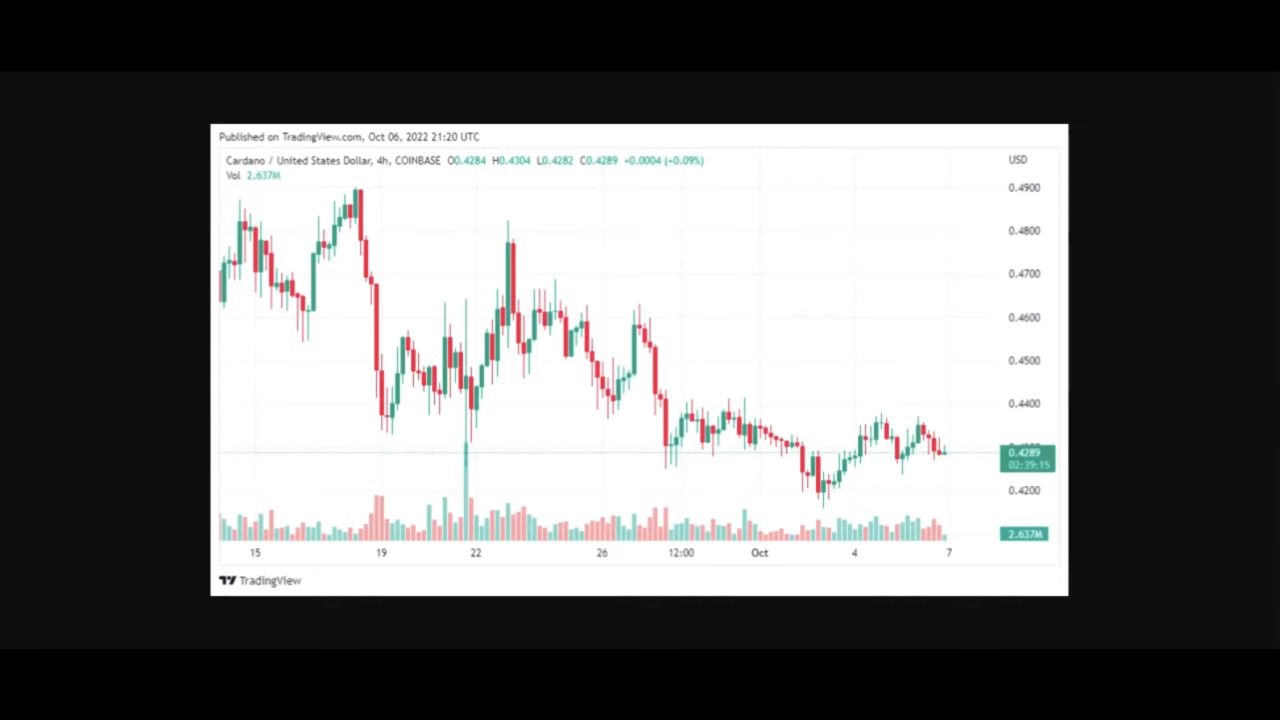 Published on TradingView.com, Oct 06, 2022 21:20 UTC
Cardano / United States Dollar, 4h, COINBASE O0.4284 H0.4304 L0.4282 C0.4289 +0.0004 (+0.09%)
USD
Vol 2.637M
0.4900
0.4800
0.4700
0.4600
0.4500
0.4400
0.4289
02:39:15
0.4200
2.637M
15 19 22 26 12:00 Oct 4 7
TradingView